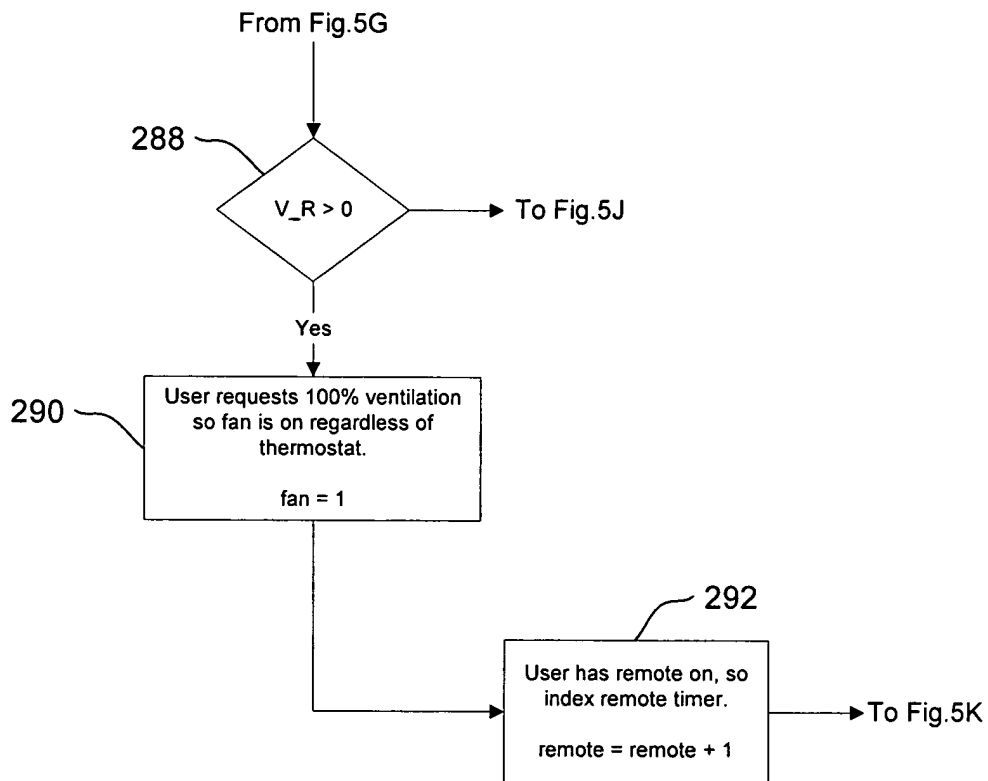 From Fig.5G
288
V_R > 0
To Fig.5J
Yes
User requests 100% ventilation
so fan is on regardless of
thermostat.
fan = 1
290
292
User has remote on, so
index remote timer.
remote = remote + 1
To Fig.5K